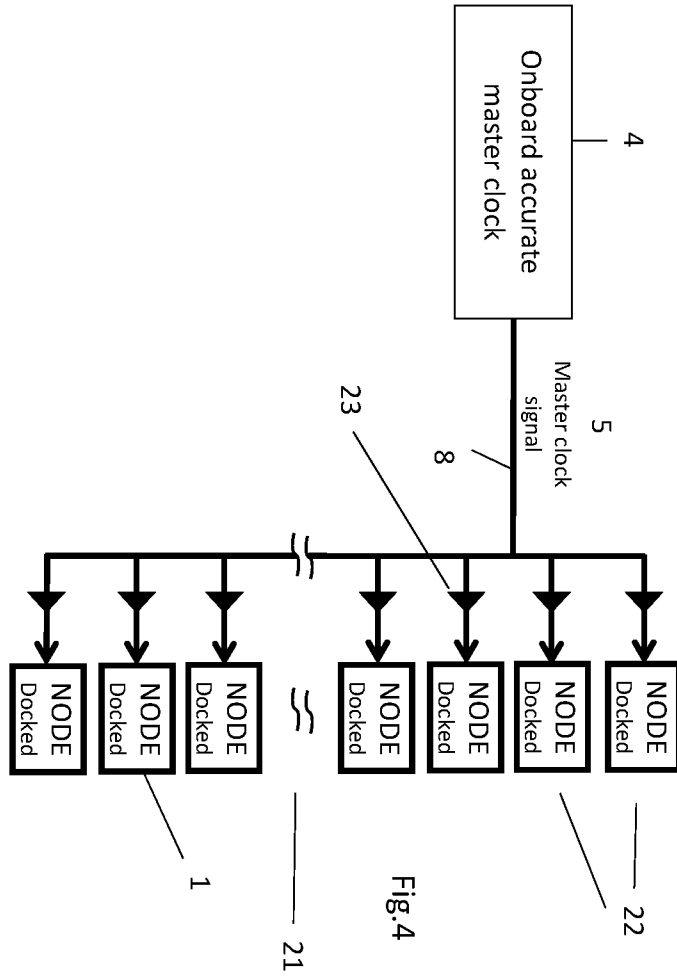 4
Onboard accurate
master clock
5
Master clock
signal
8
23
NODE
Docked
NODE
Docked
NODE
Docked
NODE
Docked
NODE
Docked
NODE
Docked
NODE
Docked
22
21
1
Fig.4